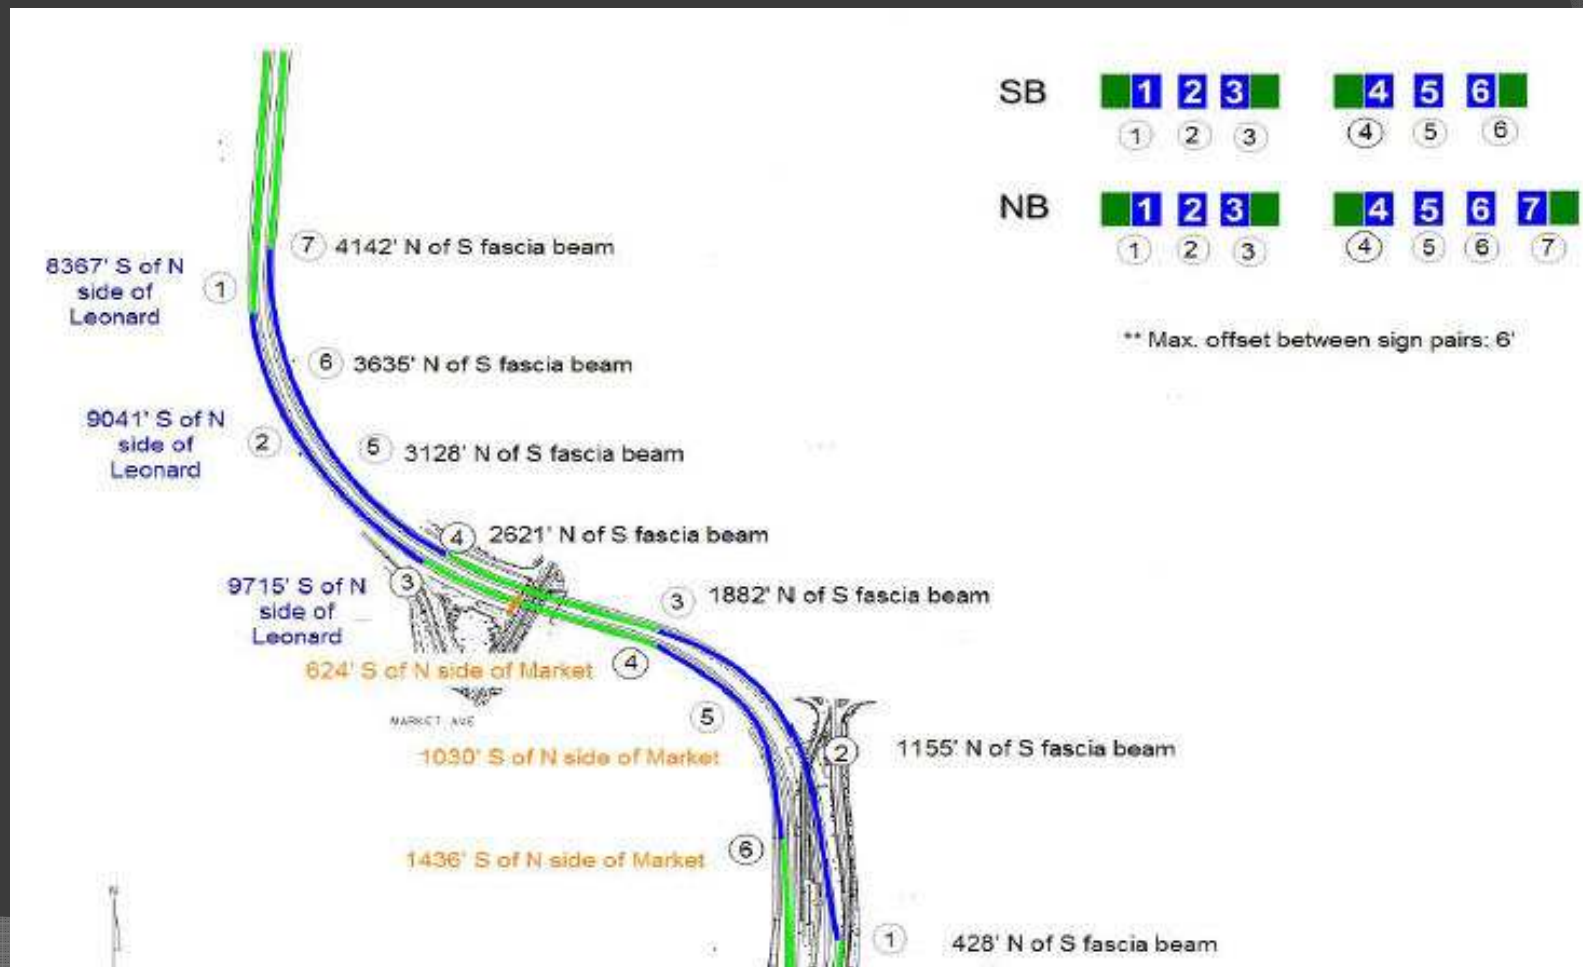 SB 1 2 3 4 5 6
1 2 3 4 5 6
NB 1 2 3 4 5 6 7
1 2 3 4 5 6 7
** Max. offset between sign pairs: 6'
7 4142' N of S fascia beam
8367' S of N
side of
Leonard
1
6 3635' N of S fascia beam
9041' S of N
side of
Leonard
2
5 3128' N of S fascia beam
4 2621' N of S fascia beam
9715' S of N
side of
Leonard
3
3 1882' N of S fascia beam
624' S of N side of Market
4
MARKET AVE
5
1030' S of N side of Market
2 1155' N of S fascia beam
1436' S of N side of Market
6
N
1 428' N of S fascia beam